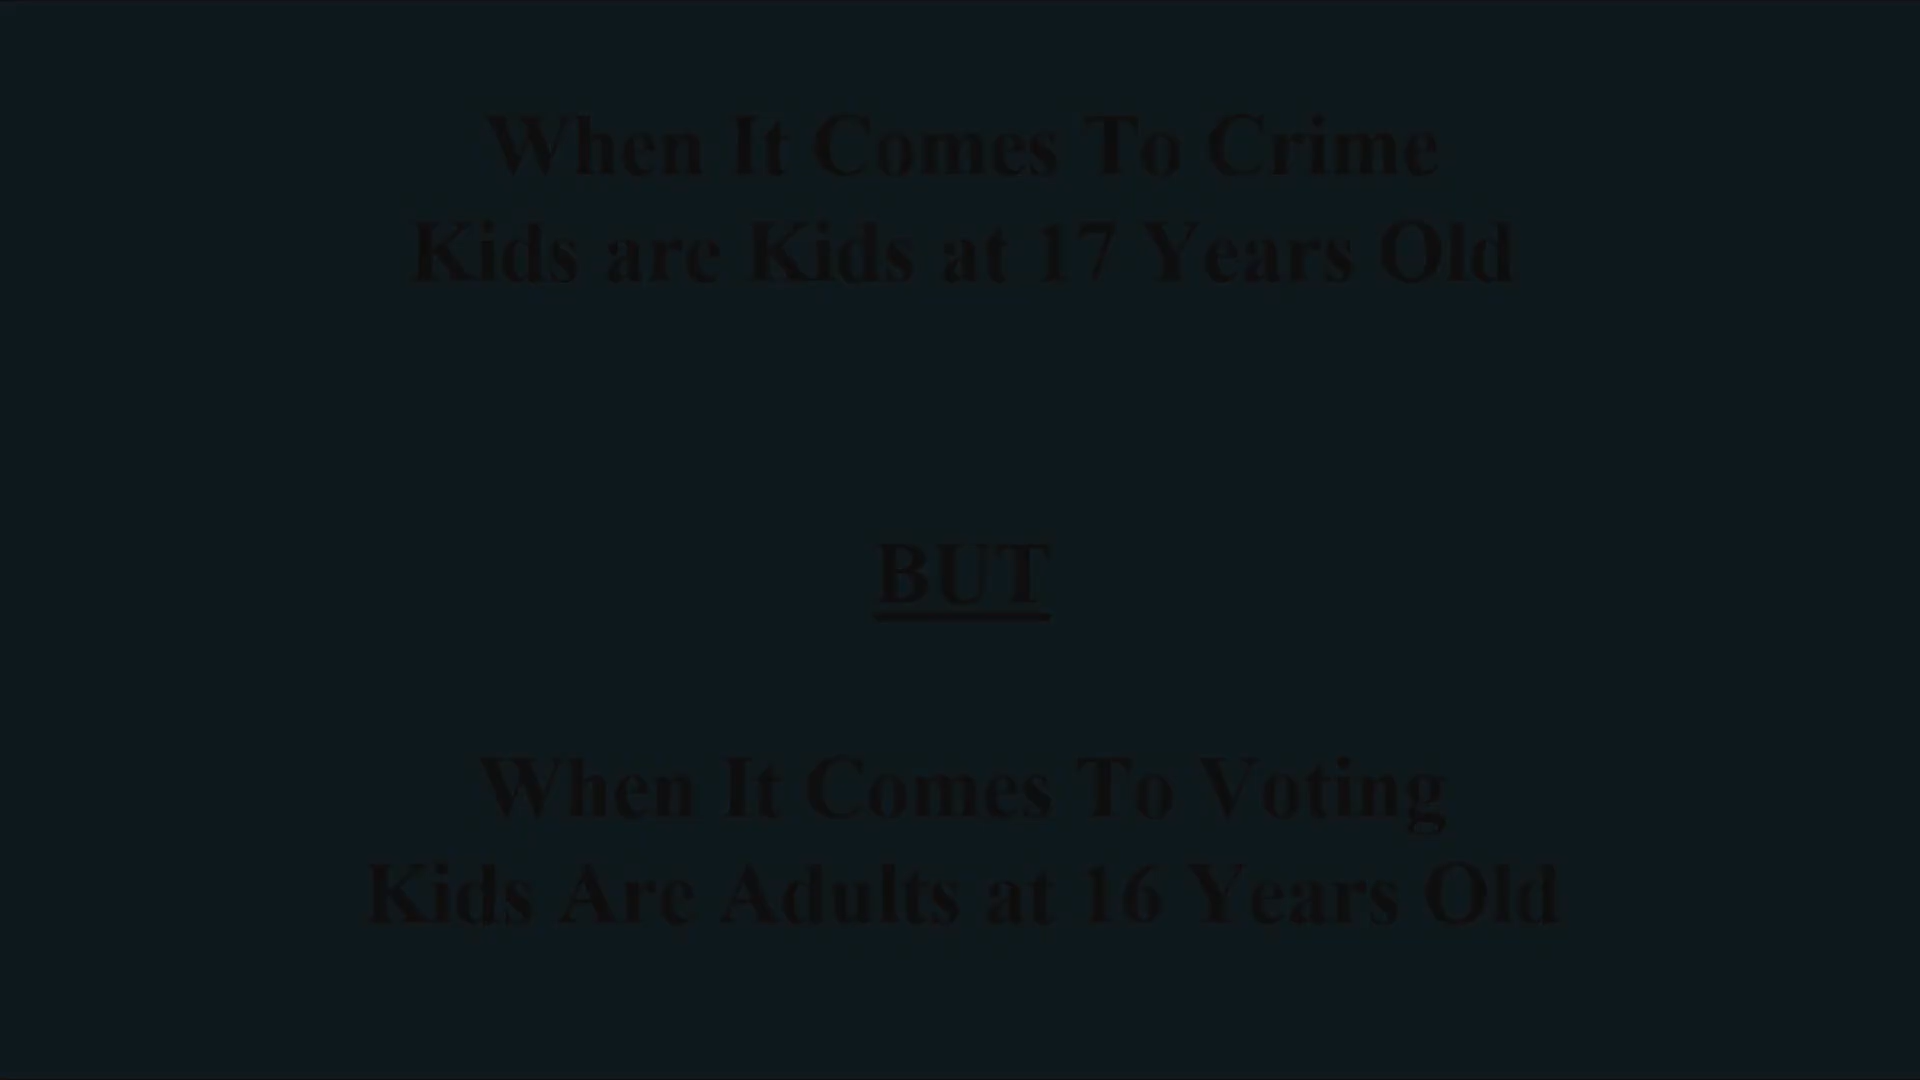 When It Comes To Crime
Kids are Kids at 17 Years Old
BUT
When It Comes To Voting
Kids Are Adults at 16 Years Old